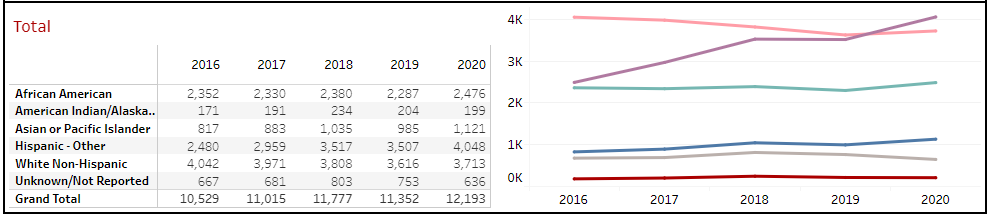 Total
2016 2017 2018 2019 2020
African American 2,352 2,330 2,380 2,287 2,476
American Indian/Alaska.. 171 191 234 204 199
Asian or Pacific Islander 817 883 1,035 985 1,121
Hispanic - Other 2,480 2,959 3,517 3,507 4,048
White Non-Hispanic 4,042 3,971 3,808 3,616 3,713
Unknown/Not Reported 667 681 803 753 636
Grand Total 10,529 11,015 11,777 11,352 12,193
4K
3K
2K
1K
0K
2016 2017 2018 2019 2020